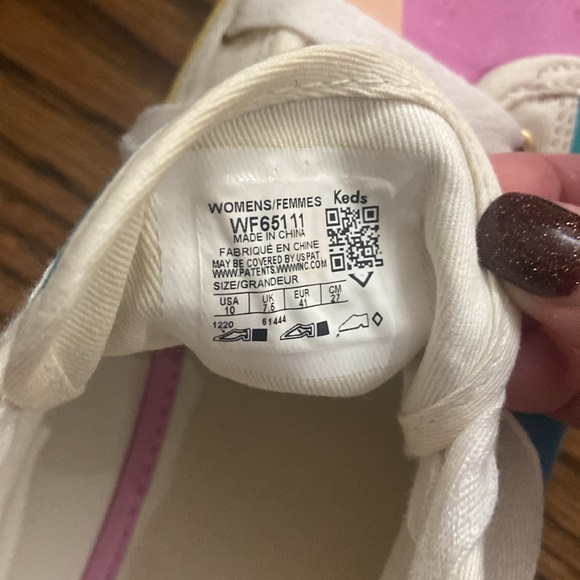 WOMENS/FEMMES Keds
WF65111
MADE IN CHINA
FABRIQUÉ EN CHINE
MAY BE COVERED BY US PAT
WWW.PATENTS.WWWINC.COM
SIZE/GRANDEUR
USA UK EUR CM
10 7.5 41 27
1220 61444